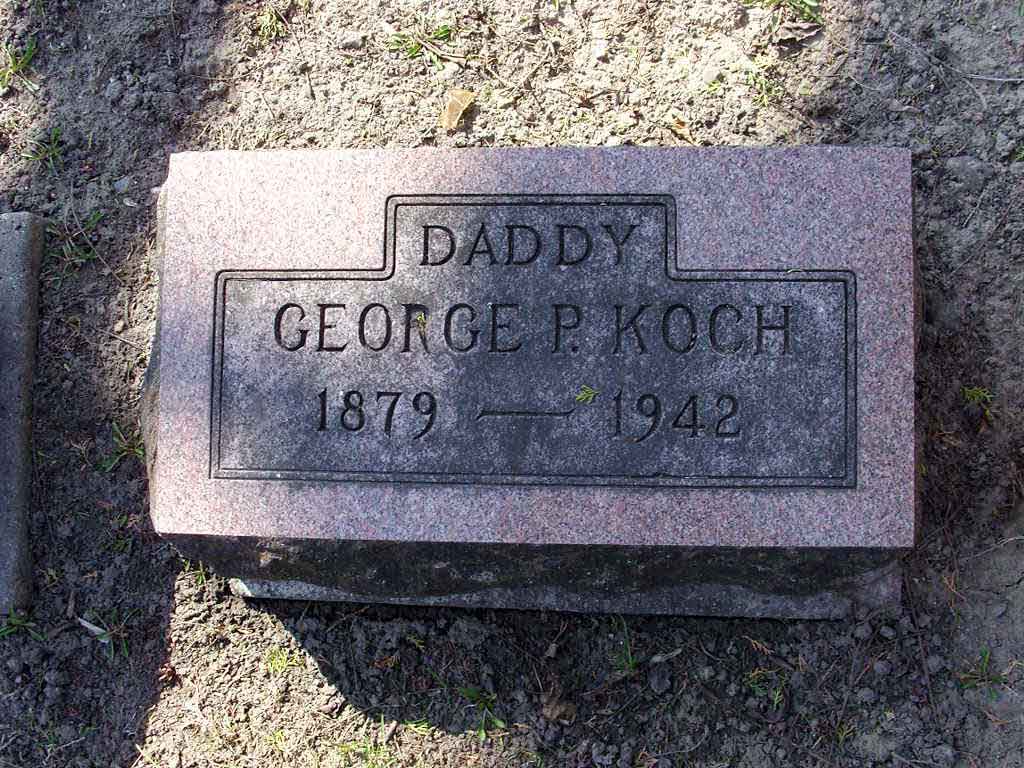 DADDY
GEORGE P. KOCH
1879 — 1942